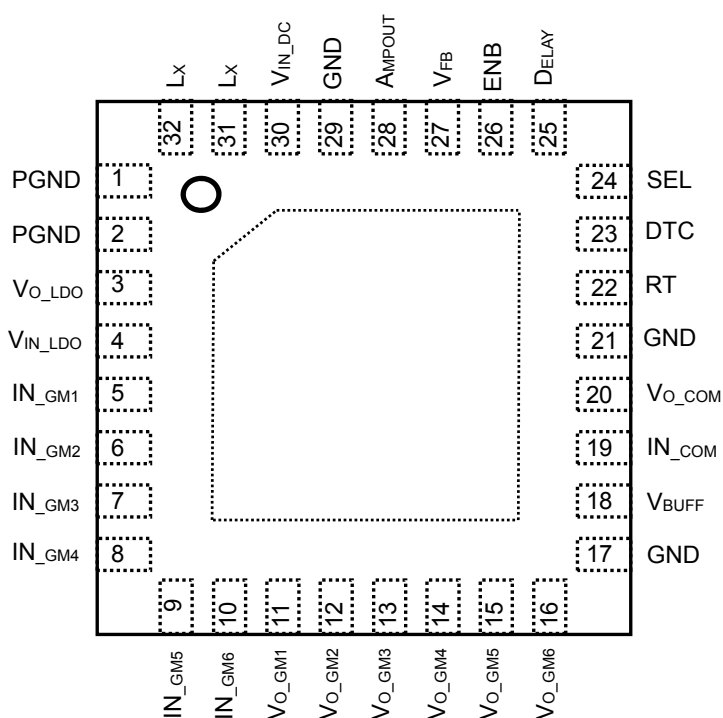 LX LX VIN_DC GND AMPOUT VFB ENB DELAY
32 31 30 29 28 27 26 25
PGND 1 24 SEL
PGND 2 23 DTC
VO_LDO 3 22 RT
VIN_LDO 4 21 GND
IN_GM1 5 20 VO_COM
IN_GM2 6 19 IN_COM
IN_GM3 7 18 VBUFF
IN_GM4 8 17 GND
9 10 11 12 13 14 15 16
IN_GM5 IN_GM6 VO_GM1 VO_GM2 VO_GM3 VO_GM4 VO_GM5 VO_GM6